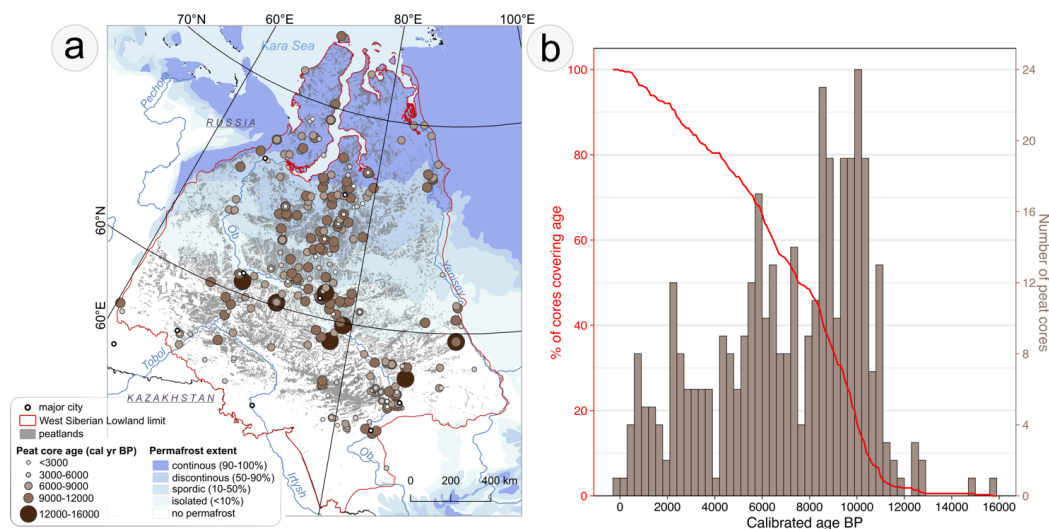 70°N
60°E
80°E
100°E
a
Kara Sea
Pechora
RUSSIA
60°N
Ob
Yenisey
60°E
Tobol
KAZAKHSTAN
Ob
Irtysh
0 200 400 km
major city
West Siberian Lowland limit
peatlands
Peat core age (cal yr BP)
<3000
3000-6000
6000-9000
9000-12000
12000-16000
Permafrost extent
continous (90-100%)
discontinous (50-90%)
spordic (10-50%)
isolated (<10%)
no permafrost
b
100
80
60
40
20
0
% of cores covering age
24
20
16
12
8
4
0
Number of peat cores
0 2000 4000 6000 8000 10000 12000 14000 16000
Calibrated age BP